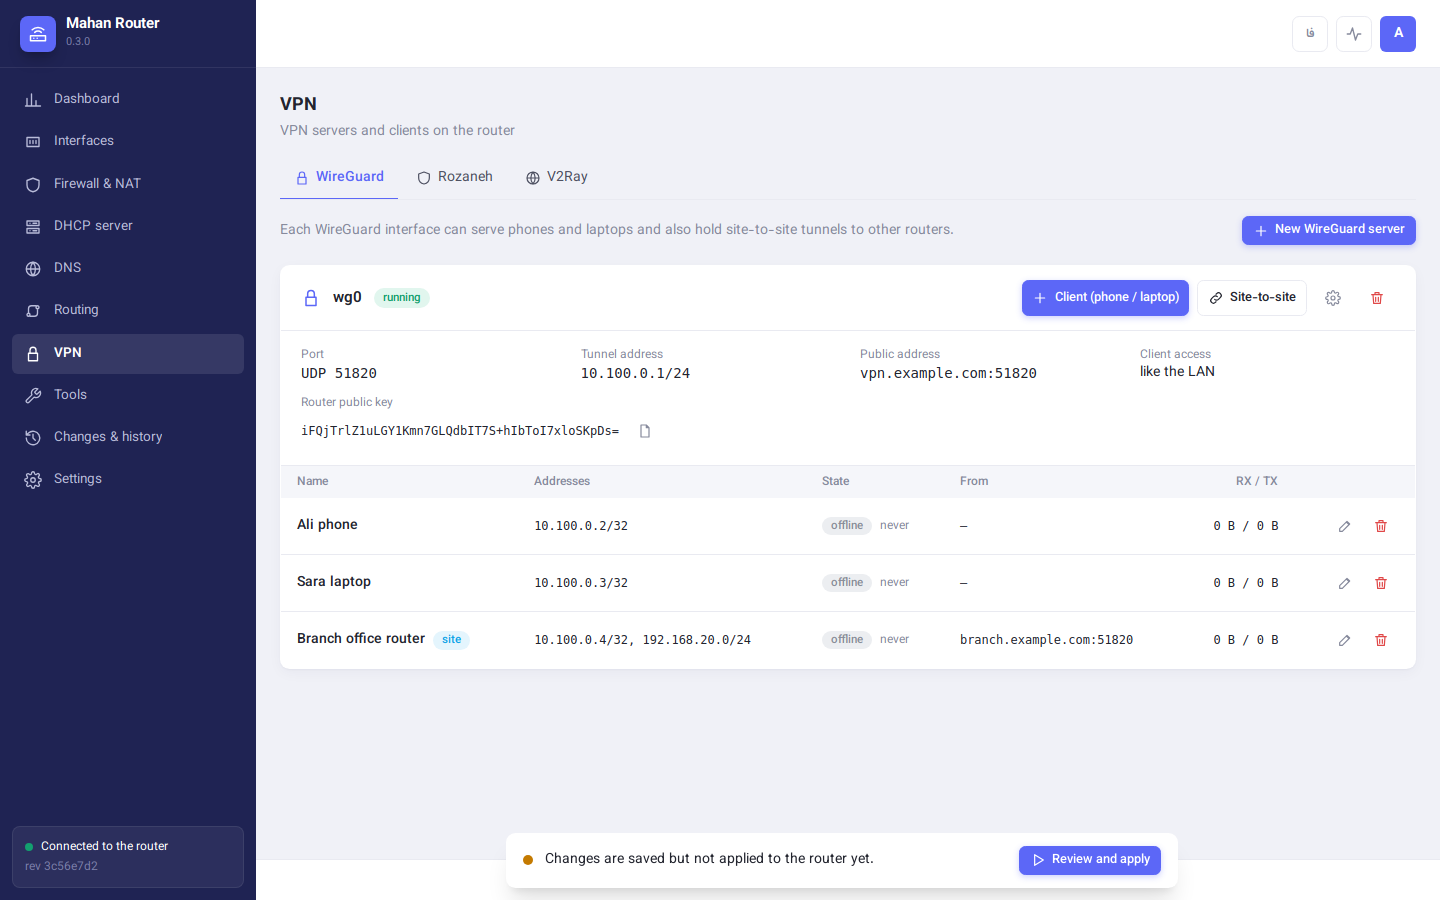 Mahan Router
0.3.0
فا
A
Dashboard
Interfaces
Firewall & NAT
DHCP server
DNS
Routing
VPN
Tools
Changes & history
Settings
Connected to the router
rev 3c56e7d2
VPN
VPN servers and clients on the router
WireGuard Rozaneh V2Ray
Each WireGuard interface can serve phones and laptops and also hold site-to-site tunnels to other routers.
New WireGuard server
wg0 running Client (phone / laptop) Site-to-site
Port Tunnel address Public address Client access
UDP 51820 10.100.0.1/24 vpn.example.com:51820 like the LAN
Router public key
iFQjTrlZ1uLGY1Kmn7GLQdbIT7S+hIbToI7xloSKpDs=
Name Addresses State From RX / TX
Ali phone 10.100.0.2/32 offline never — 0 B / 0 B
Sara laptop 10.100.0.3/32 offline never — 0 B / 0 B
Branch office router site 10.100.0.4/32, 192.168.20.0/24 offline never branch.example.com:51820 0 B / 0 B
Changes are saved but not applied to the router yet. Review and apply